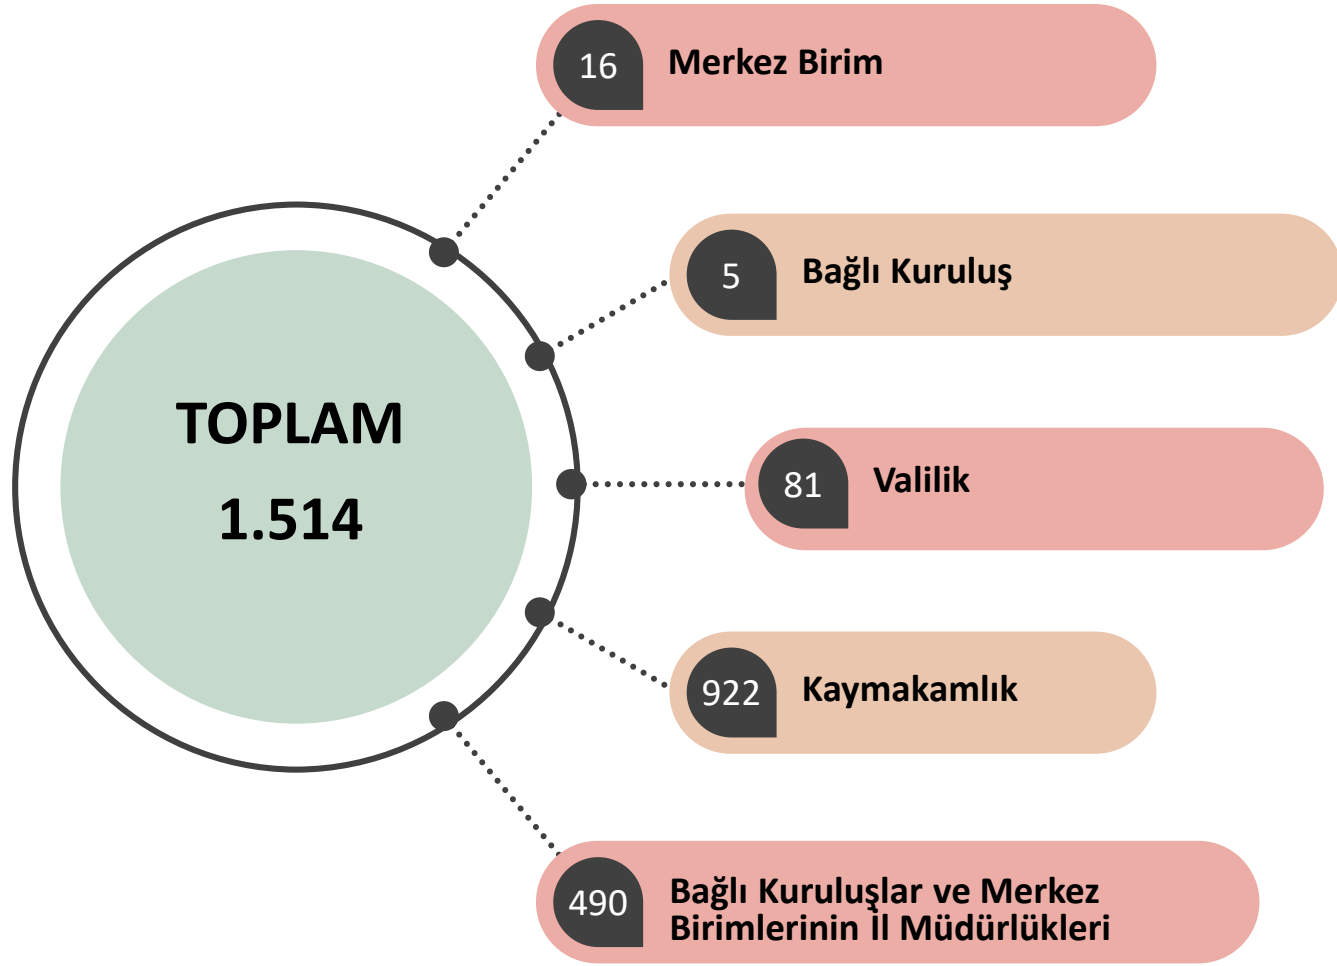 16
Merkez Birim
5
Bağlı Kuruluş
TOPLAM
1.514
81
Valilik
922
Kaymakamlık
490
Bağlı Kuruluşlar ve Merkez
Birimlerinin İl Müdürlükleri